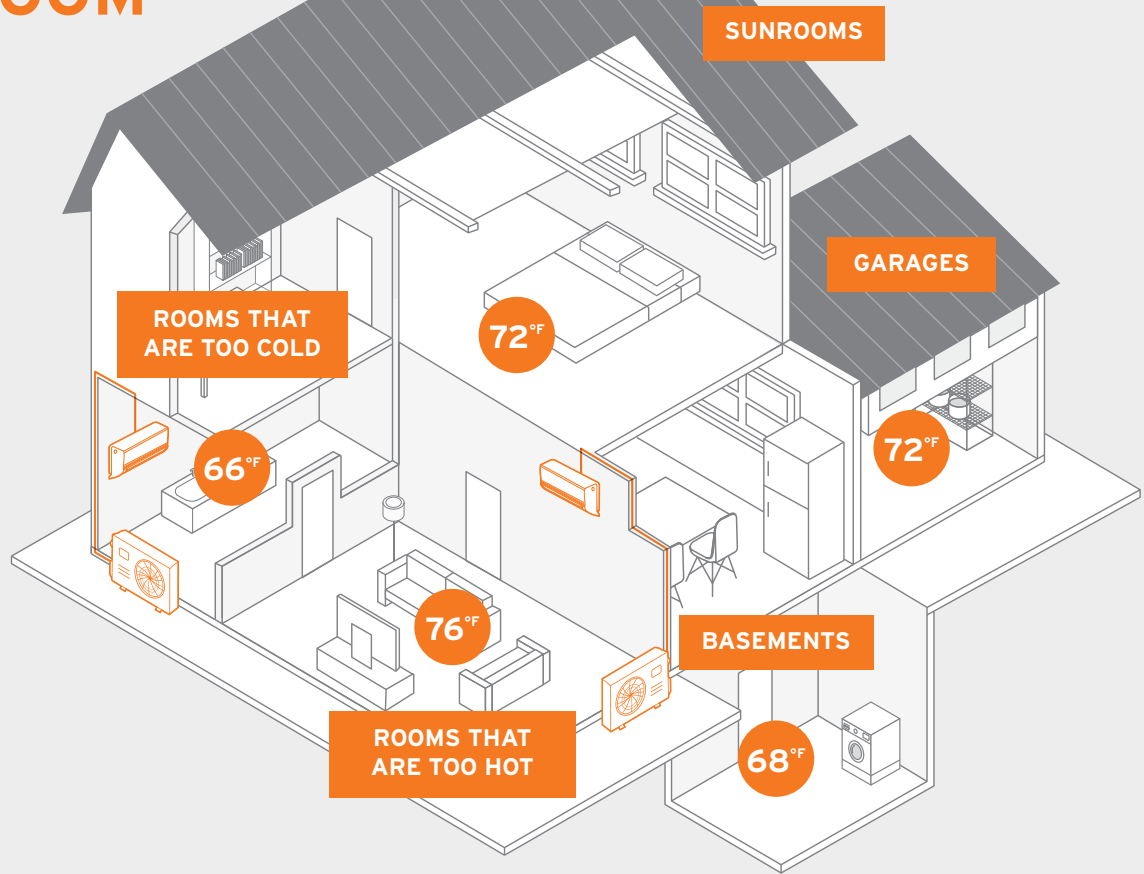 SUNROOMS
GARAGES
ROOMS THAT
ARE TOO COLD
72°F
72°F
66°F
76°F
BASEMENTS
ROOMS THAT
ARE TOO HOT
68°F